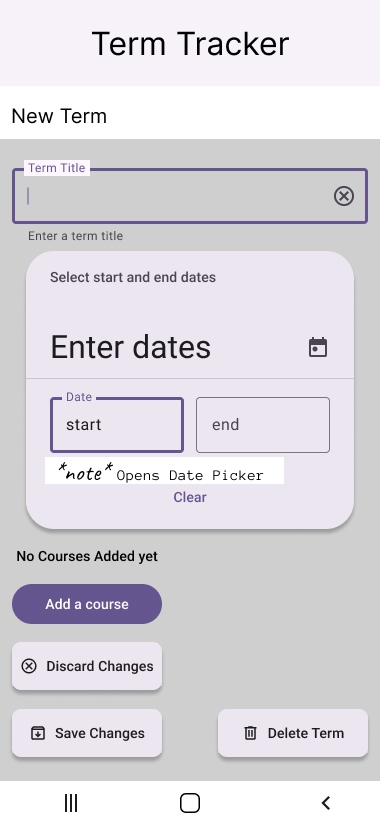 Term Tracker
New Term
Term Title
Enter a term title
Select start and end dates
Enter dates
Date
start
end
*note* Opens Date Picker
Clear
No Courses Added yet
Add a course
Discard Changes
Save Changes
Delete Term